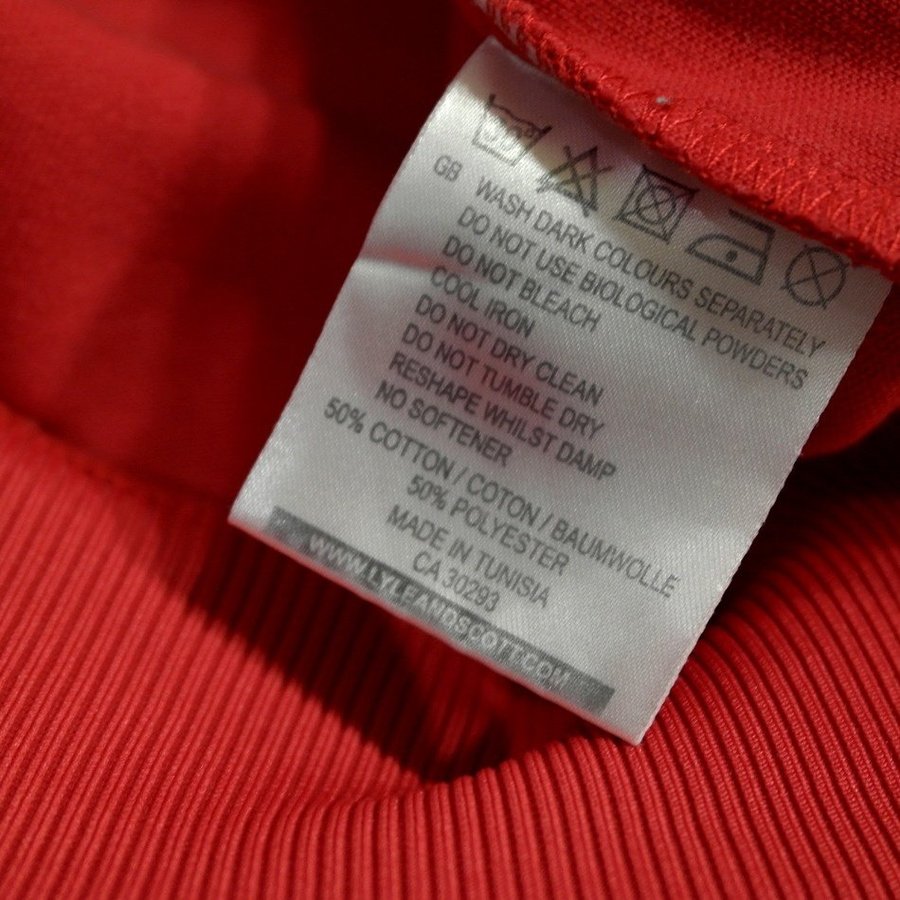 30°
GB WASH DARK COLOURS SEPARATELY
DO NOT USE BIOLOGICAL POWDERS
DO NOT BLEACH
COOL IRON
DO NOT DRY CLEAN
DO NOT TUMBLE DRY
RESHAPE WHILST DAMP
NO SOFTENER
50% COTTON / COTON / BAUMWOLLE
50% POLYESTER
MADE IN TUNISIA
CA 30293
WWW.LYLEANDSCOTT.COM